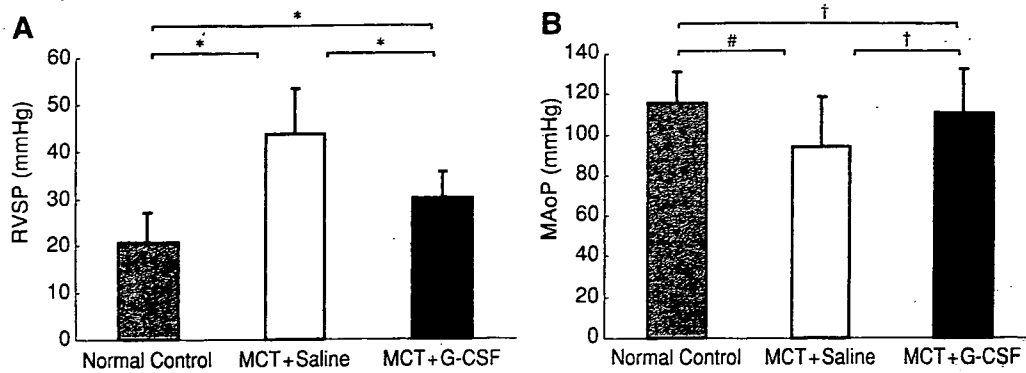 A
RVSP (mmHg)
60
50
40
30
20
10
0
*
*
*
Normal Control
MCT+Saline
MCT+G-CSF
B
MAoP (mmHg)
140
120
100
80
60
40
20
0
†
#
†
Normal Control
MCT+Saline
MCT+G-CSF